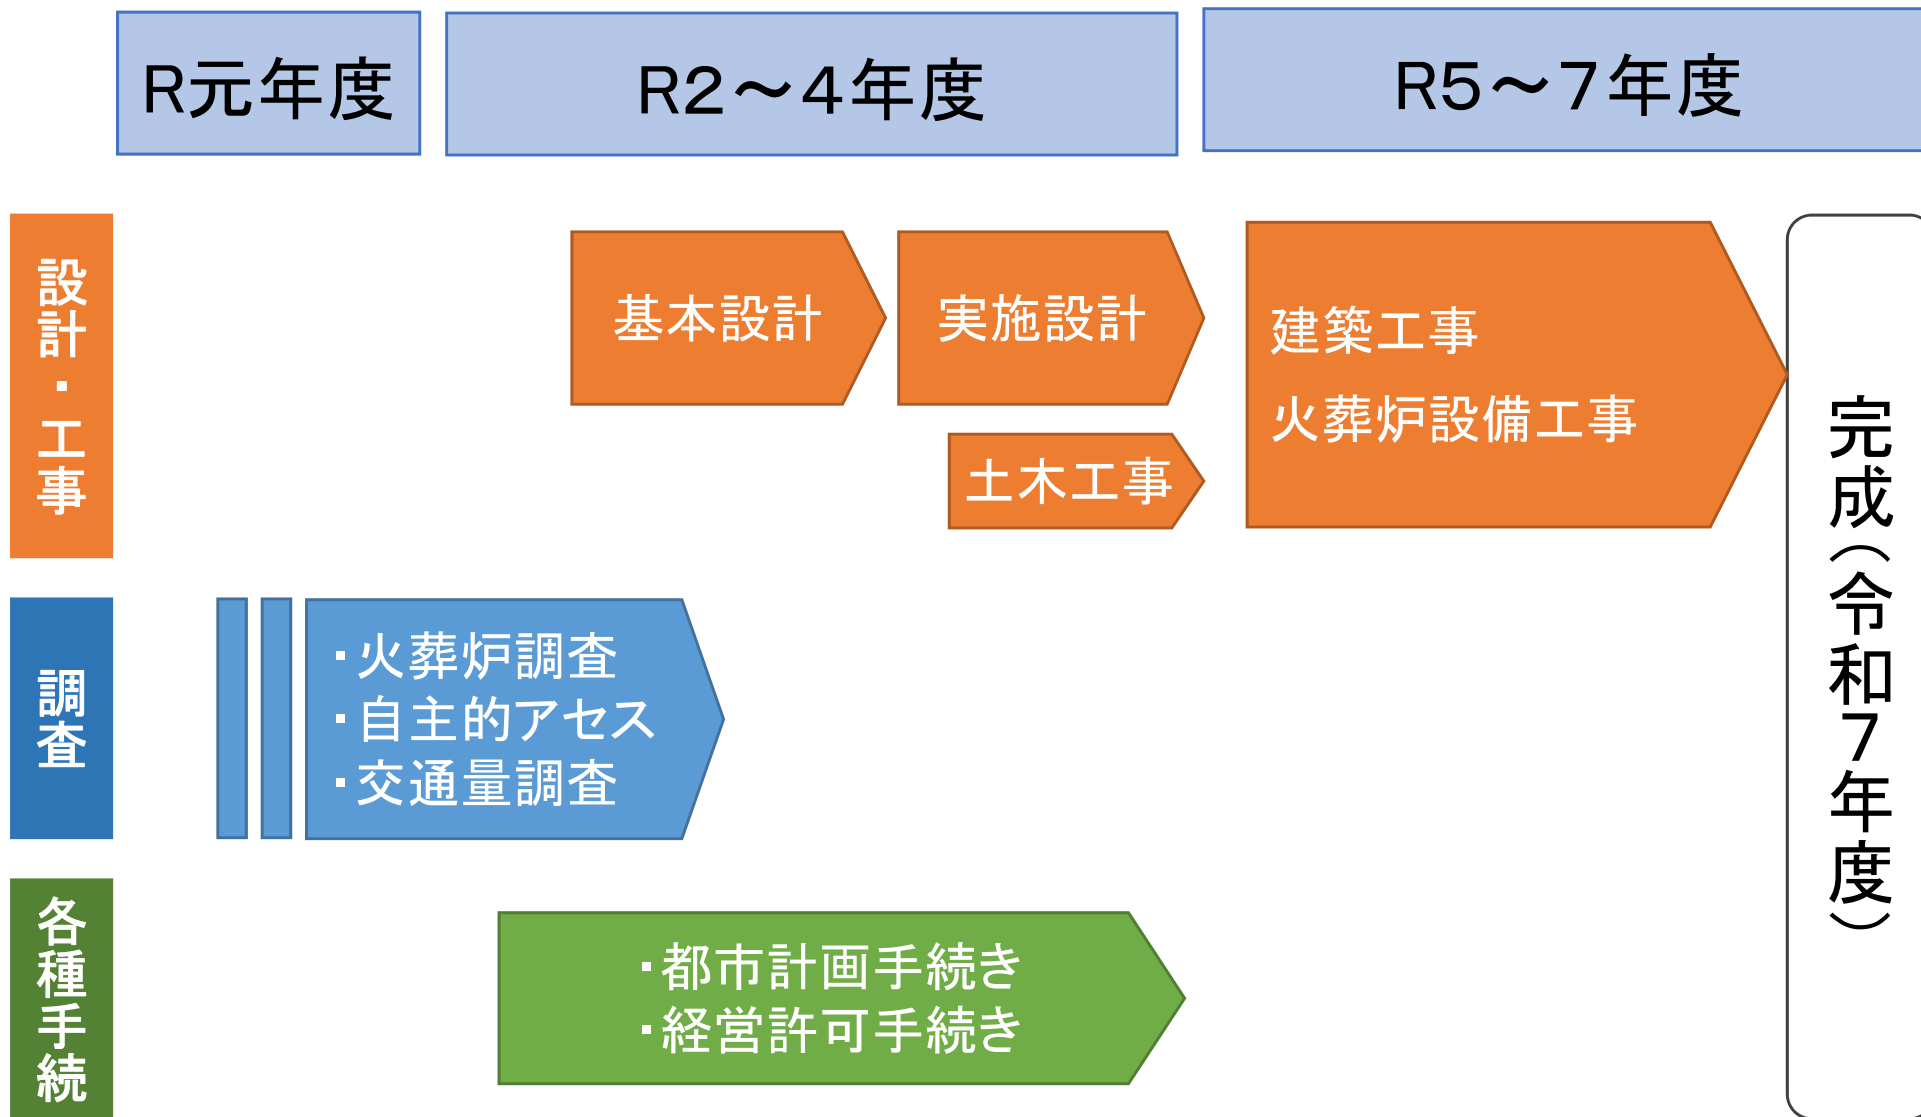 R元年度
R2～4年度
R5～7年度
設計・工事
基本設計
実施設計
土木工事
建築工事
火葬炉設備工事
完成（令和7年度）
調査
・火葬炉調査
・自主的アセス
・交通量調査
各種手続
・都市計画手続き
・経営許可手続き